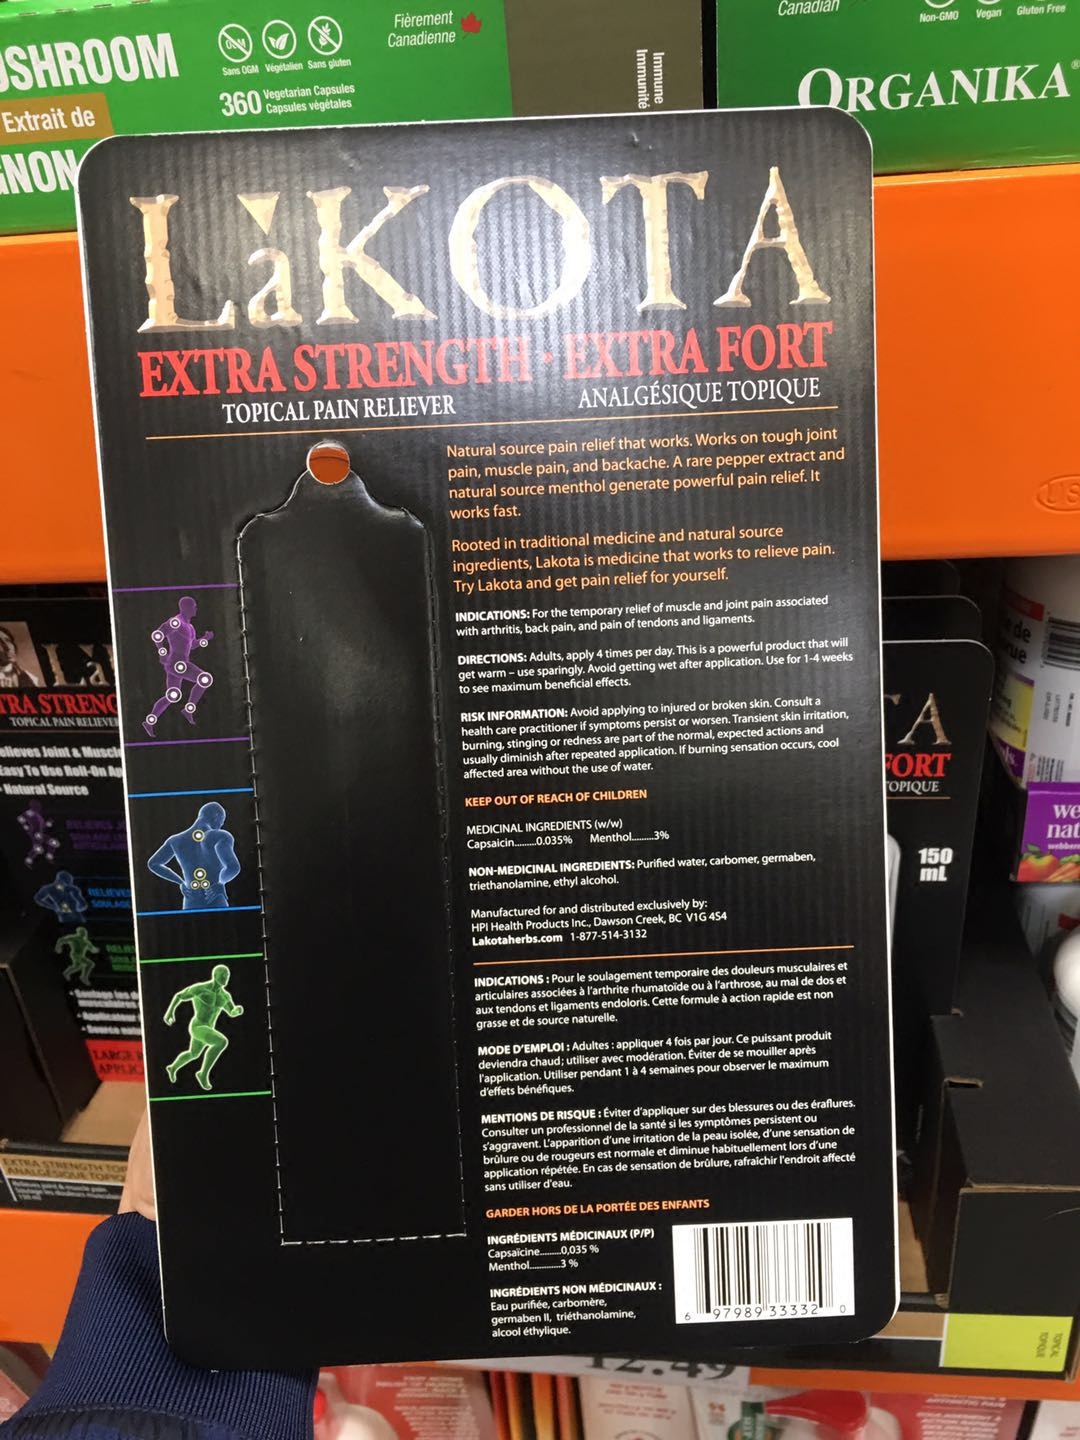 SHROOM
Extrait de
GNON
Sans OGM Végétalien Sans gluten
360 Vegetarian Capsules
Capsules végétales
Fièrement
Canadienne
Immune
Immunité
Canadian
Non-GMO Vegan Gluten Free
ORGANIKA®
LàKOTA
EXTRA STRENGTH · EXTRA FORT
TOPICAL PAIN RELIEVER ANALGÉSIQUE TOPIQUE
Natural source pain relief that works. Works on tough joint
pain, muscle pain, and backache. A rare pepper extract and
natural source menthol generate powerful pain relief. It
works fast.
Rooted in traditional medicine and natural source
ingredients, Lakota is medicine that works to relieve pain.
Try Lakota and get pain relief for yourself.
INDICATIONS: For the temporary relief of muscle and joint pain associated
with arthritis, back pain, and pain of tendons and ligaments.
DIRECTIONS: Adults, apply 4 times per day. This is a powerful product that will
get warm – use sparingly. Avoid getting wet after application. Use for 1-4 weeks
to see maximum beneficial effects.
RISK INFORMATION: Avoid applying to injured or broken skin. Consult a
health care practitioner if symptoms persist or worsen. Transient skin irritation,
burning, stinging or redness are part of the normal, expected actions and
usually diminish after repeated application. If burning sensation occurs, cool
affected area without the use of water.
KEEP OUT OF REACH OF CHILDREN
MEDICINAL INGREDIENTS (w/w)
Capsaicin.........0.035% Menthol.........3%
NON-MEDICINAL INGREDIENTS: Purified water, carbomer, germaben,
triethanolamine, ethyl alcohol.
Manufactured for and distributed exclusively by:
HPI Health Products Inc., Dawson Creek, BC V1G 4S4
Lakotaherbs.com 1-877-514-3132
INDICATIONS : Pour le soulagement temporaire des douleurs musculaires et
articulaires associées à l'arthrite rhumatoïde ou à l'arthrose, au mal de dos et
aux tendons et ligaments endoloris. Cette formule à action rapide est non
grasse et de source naturelle.
MODE D'EMPLOI : Adultes : appliquer 4 fois par jour. Ce puissant produit
deviendra chaud; utiliser avec modération. Éviter de se mouiller après
l'application. Utiliser pendant 1 à 4 semaines pour observer le maximum
d'effets bénéfiques.
MENTIONS DE RISQUE : Éviter d'appliquer sur des blessures ou des éraflures.
Consulter un professionnel de la santé si les symptômes persistent ou
s'aggravent. L'apparition d'une irritation de la peau isolée, d'une sensation de
brûlure ou de rougeurs est normale et diminue habituellement lors d'une
application répétée. En cas de sensation de brûlure, rafraîchir l'endroit affecté
sans utiliser d'eau.
GARDER HORS DE LA PORTÉE DES ENFANTS
INGRÉDIENTS MÉDICINAUX (P/P)
Capsaïcine.........0,035 %
Menthol.............3 %
INGRÉDIENTS NON MÉDICINAUX :
Eau purifiée, carbomère,
germaben II, triéthanolamine,
alcool éthylique.
6 97989 33332 0
TRA STRENG
TOPICAL PAIN RELIEVER
Relieves Joint & Muscle
Easy To Use Roll-On Ap
· Natural Source
A
FORT
TOPIQUE
150
mL
we
nat
12.49